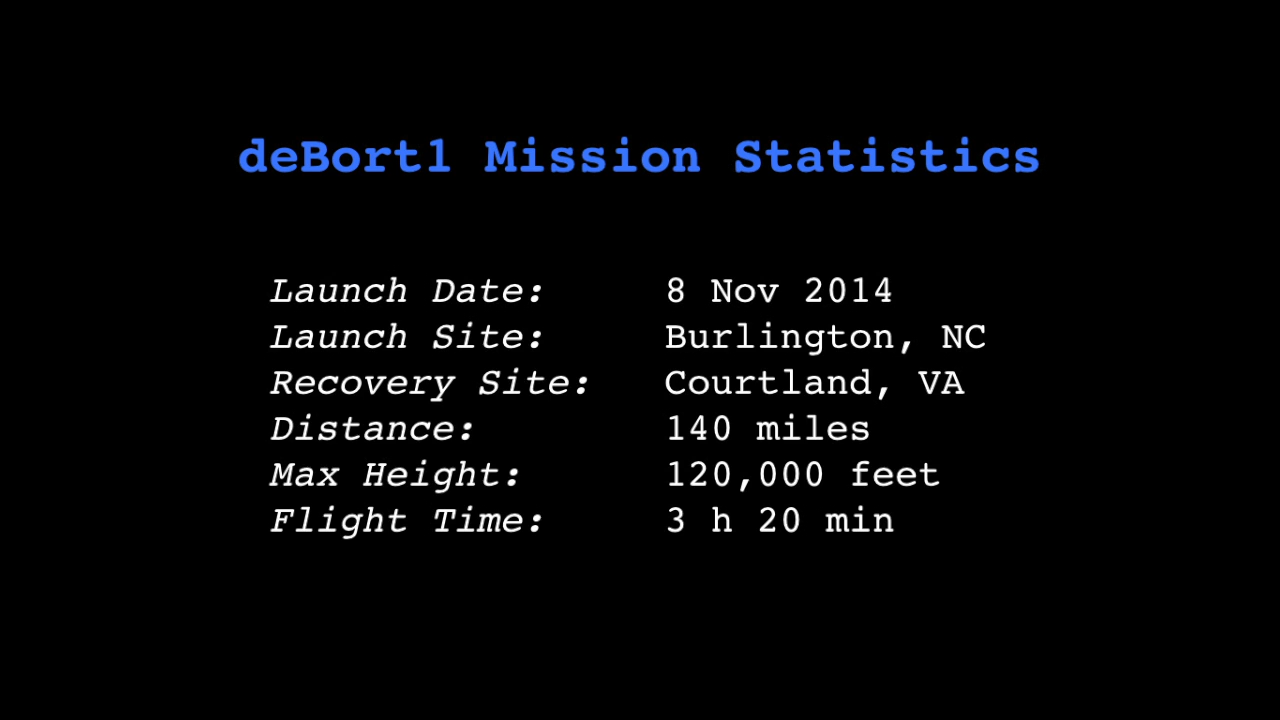 deBort1 Mission Statistics
Launch Date: 8 Nov 2014
Launch Site: Burlington, NC
Recovery Site: Courtland, VA
Distance: 140 miles
Max Height: 120,000 feet
Flight Time: 3 h 20 min